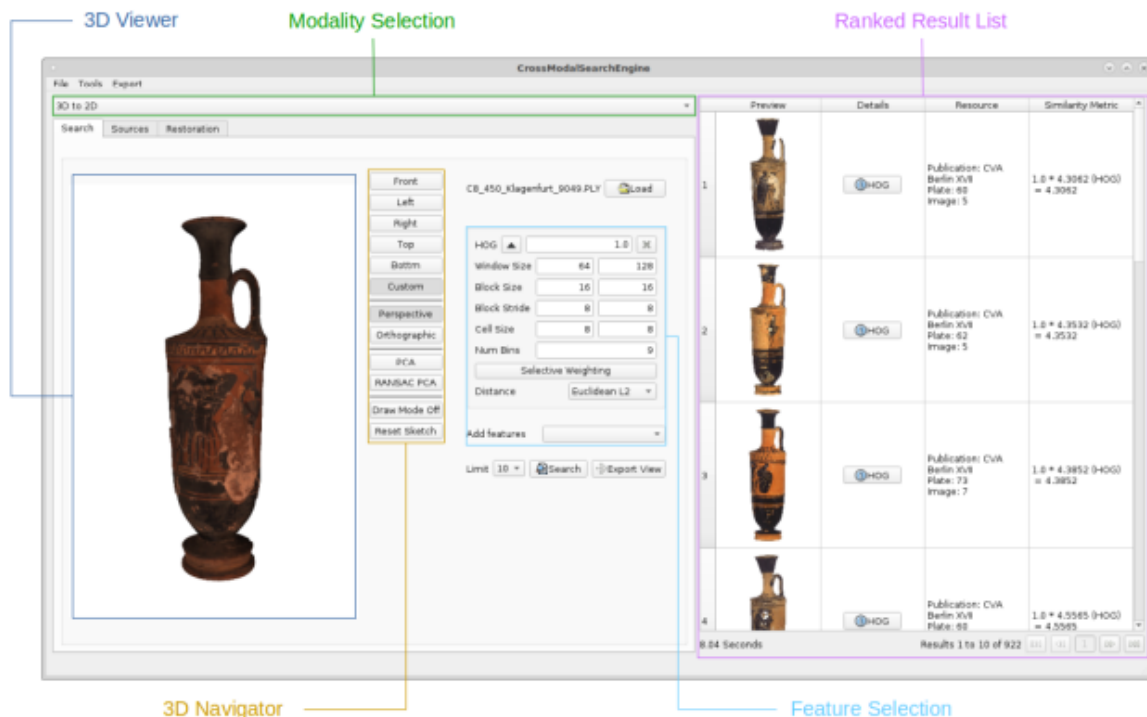 3D Viewer
Modality Selection
Ranked Result List
CrossModalSearchEngine
File Tools Export
3D to 2D
Search Sources Restoration
Front
Left
Right
Top
Bottm
Custom
Perspective
Orthographic
PCA
RANSAC PCA
Draw Mode Off
Reset Sketch
CB_450_Klagenfurt_9049.PLY Load
HOG 1.0
Window Size 64 128
Block Size 16 16
Block Stride 8 8
Cell Size 8 8
Num Bins 9
Selective Weighting
Distance Euclidean L2
Add features
Limit 10 Search Export View
Preview Details Resource Similarity Metric
1
HOG
Publication: CVA
Berlin XVII
Plate: 60
Image: 5
1.0 * 4.3062 (HOG)
= 4.3062
2
HOG
Publication: CVA
Berlin XVII
Plate: 62
Image: 5
1.0 * 4.3532 (HOG)
= 4.3532
3
HOG
Publication: CVA
Berlin XVII
Plate: 73
Image: 7
1.0 * 4.3852 (HOG)
= 4.3852
4
HOG
Publication: CVA
Berlin XVII
Plate: 60
1.0 * 4.5565 (HOG)
= 4.5565
8.04 Seconds
Results 1 to 10 of 922
1
3D Navigator
Feature Selection